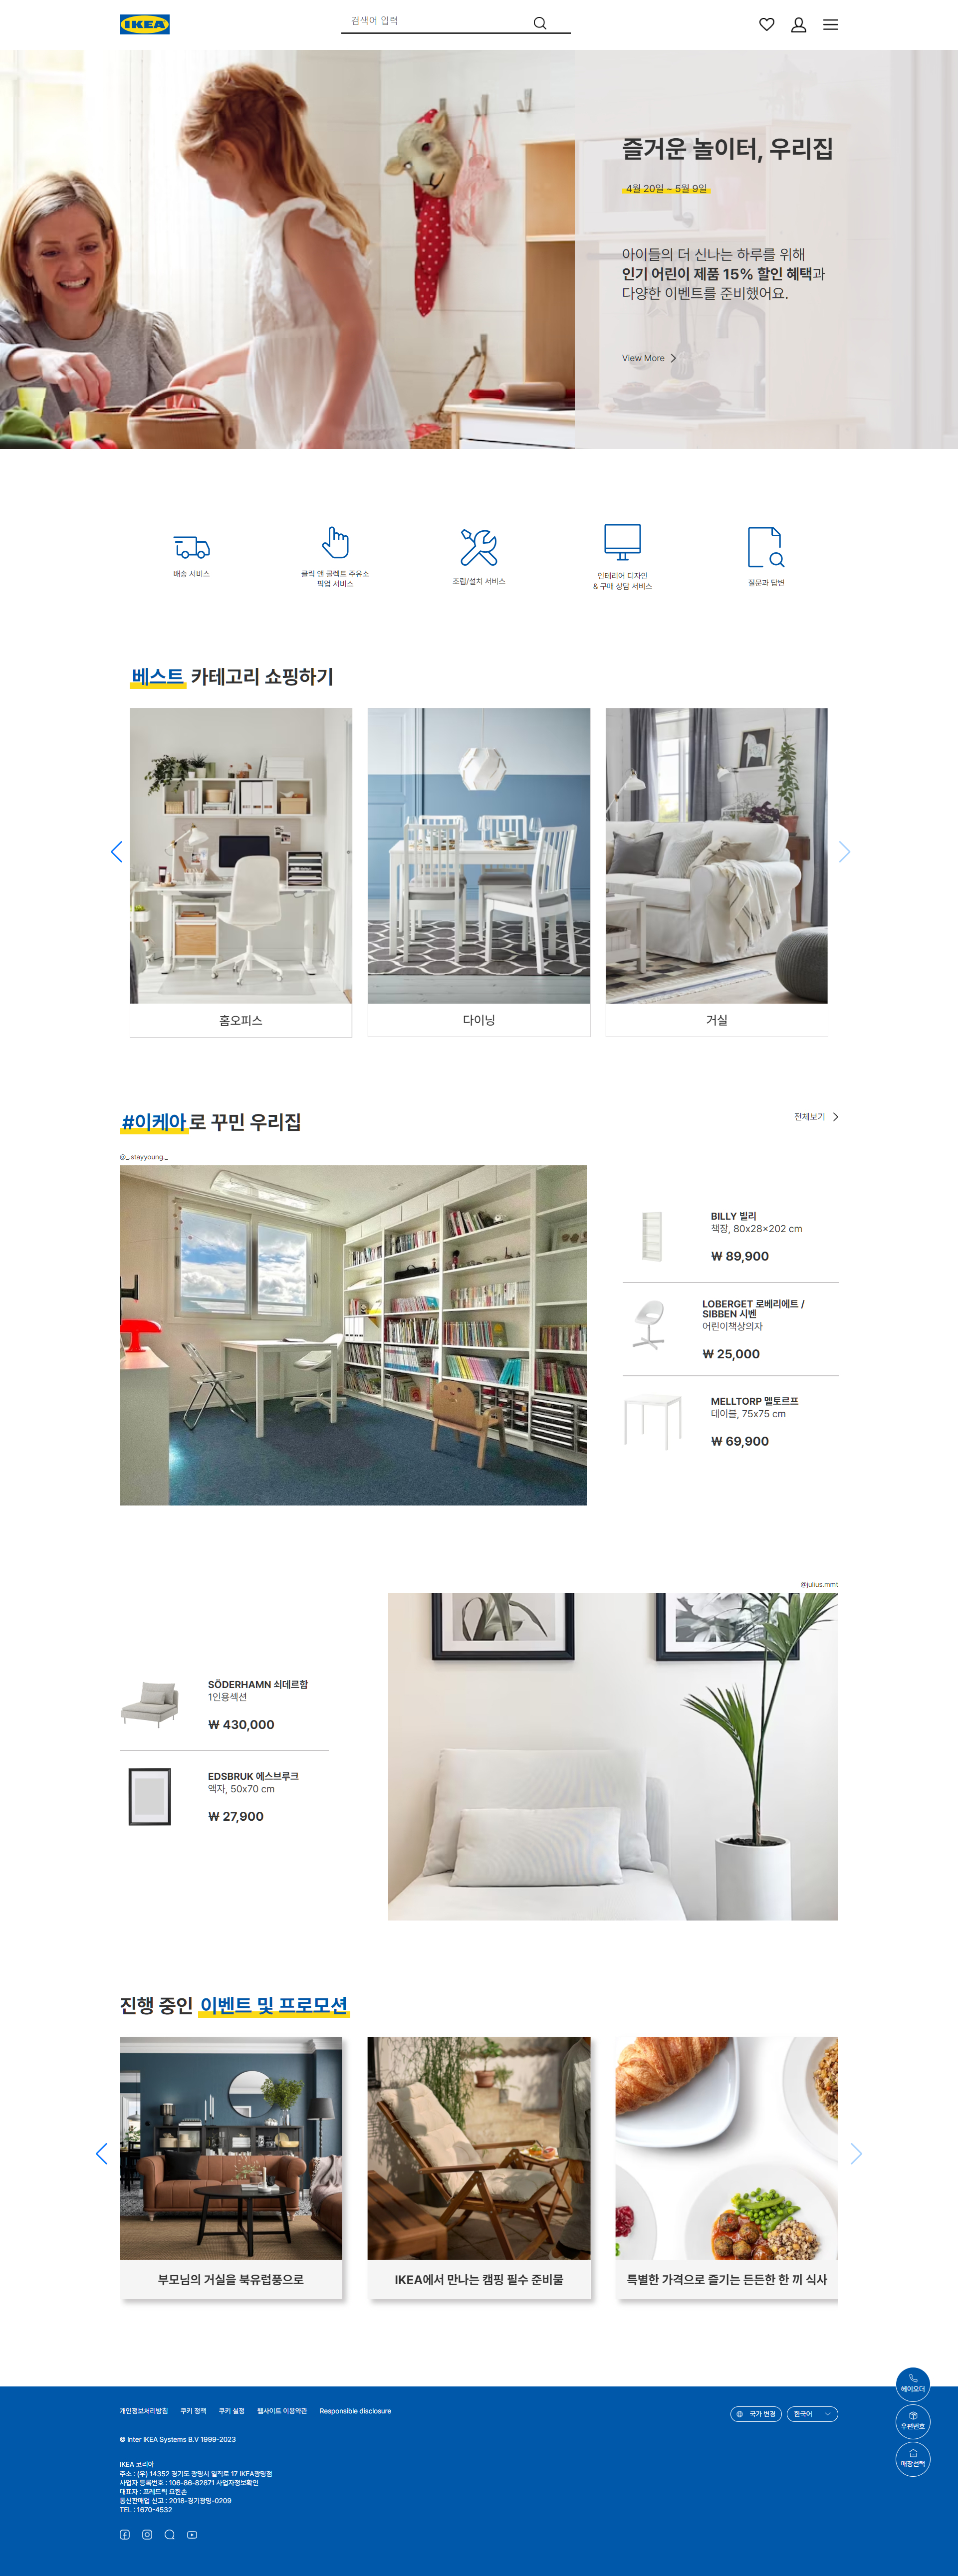 IKEA
검색어 입력
즐거운 놀이터, 우리집
4월 20일 ~ 5월 9일
아이들의 더 신나는 하루를 위해
인기 어린이 제품 15% 할인 혜택과
다양한 이벤트를 준비했어요.
View More
배송 서비스
클릭 앤 콜렉트 주유소
픽업 서비스
조립/설치 서비스
인테리어 디자인
& 구매 상담 서비스
질문과 답변
베스트 카테고리 쇼핑하기
홈오피스
다이닝
거실
#이케아로 꾸민 우리집
전체보기
@_.stayyoung._
BILLY 빌리
책장, 80x28x202 cm
₩ 89,900
LOBERGET 로베리에트 /
SIBBEN 시벤
어린이책상의자
₩ 25,000
MELLTORP 멜토르프
테이블, 75x75 cm
₩ 69,900
@julius.mmt
SÖDERHAMN 쇠데르함
1인용섹션
₩ 430,000
EDSBRUK 에스브루크
액자, 50x70 cm
₩ 27,900
진행 중인 이벤트 및 프로모션
부모님의 거실을 북유럽풍으로
IKEA에서 만나는 캠핑 필수 준비물
특별한 가격으로 즐기는 든든한 한 끼 식사
헤이오더
우편번호
매장선택
개인정보처리방침 쿠키 정책 쿠키 설정 웹사이트 이용약관 Responsible disclosure
국가 변경
한국어
© Inter IKEA Systems B.V 1999-2023
IKEA 코리아
주소 : (우) 14352 경기도 광명시 일직로 17 IKEA광명점
사업자 등록번호 : 106-86-82871 사업자정보확인
대표자 : 프레드릭 요한손
통신판매업 신고 : 2018-경기광명-0209
TEL : 1670-4532